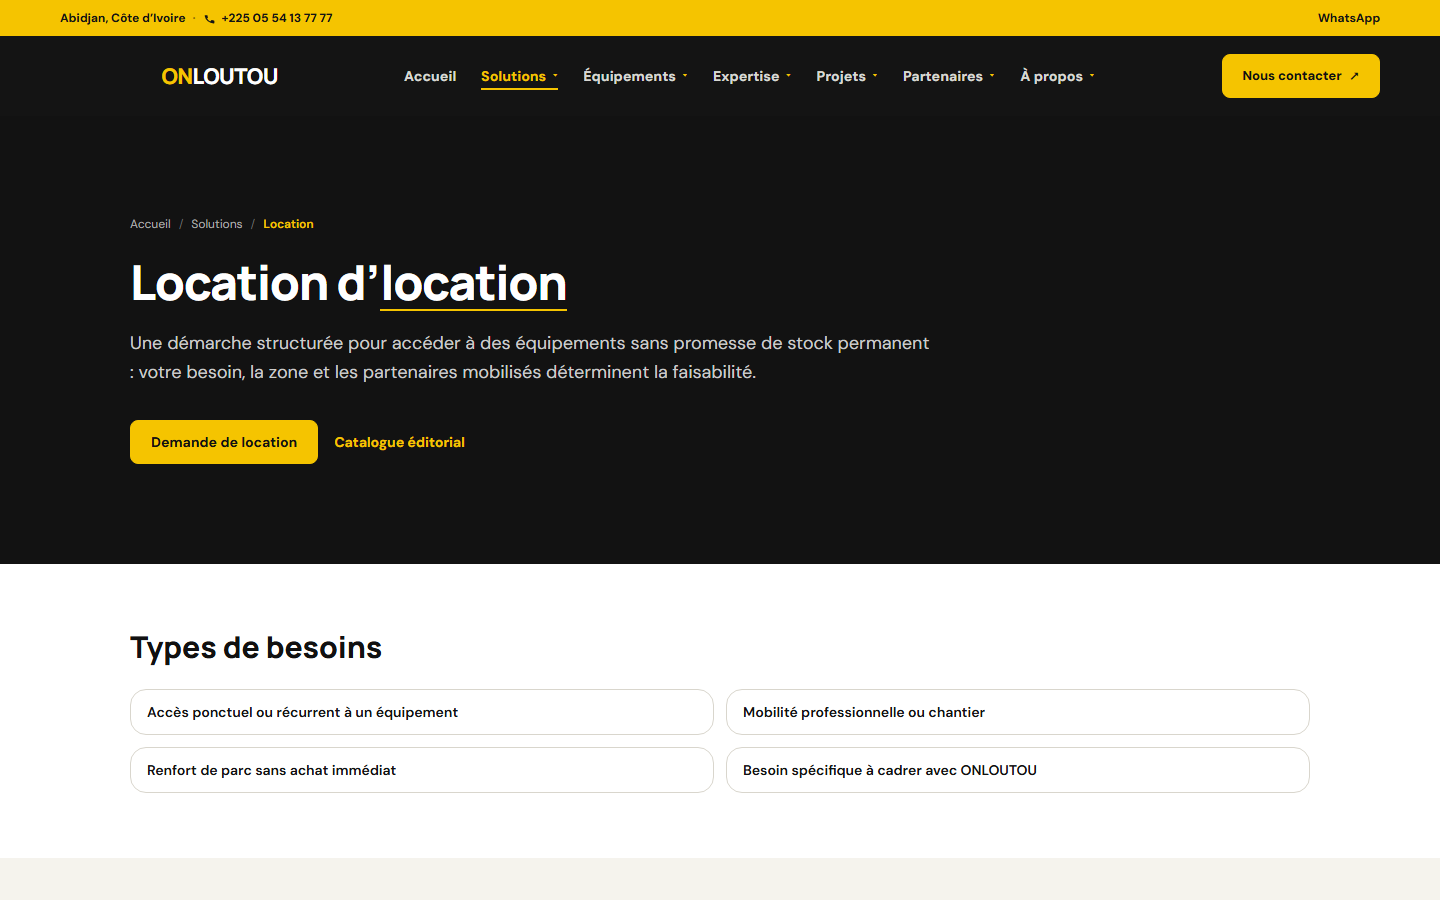 Abidjan, Côte d’Ivoire · +225 05 54 13 77 77
WhatsApp
ONLOUTOU
Accueil Solutions Équipements Expertise Projets Partenaires À propos
Nous contacter ↗
Accueil / Solutions / Location
Location d’location
Une démarche structurée pour accéder à des équipements sans promesse de stock permanent
: votre besoin, la zone et les partenaires mobilisés déterminent la faisabilité.
Demande de location
Catalogue éditorial
Types de besoins
Accès ponctuel ou récurrent à un équipement
Mobilité professionnelle ou chantier
Renfort de parc sans achat immédiat
Besoin spécifique à cadrer avec ONLOUTOU